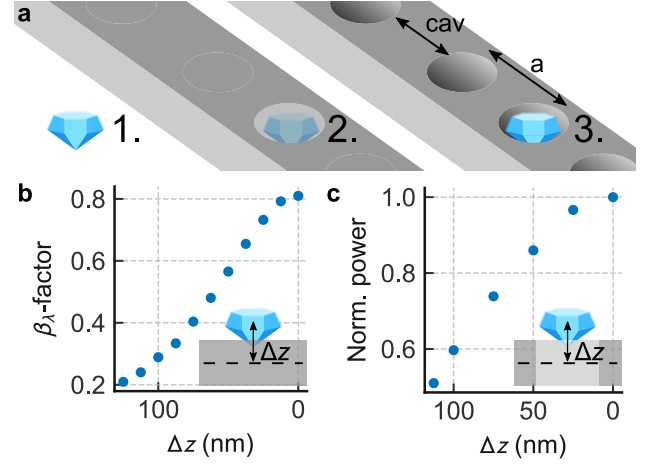 a
cav
a
1.
2.
3.
b
0.8
0.6
0.4
0.2
βλ-factor
Δz
100
0
Δz (nm)
c
1.0
0.8
0.6
Norm. power
Δz
100
50
0
Δz (nm)